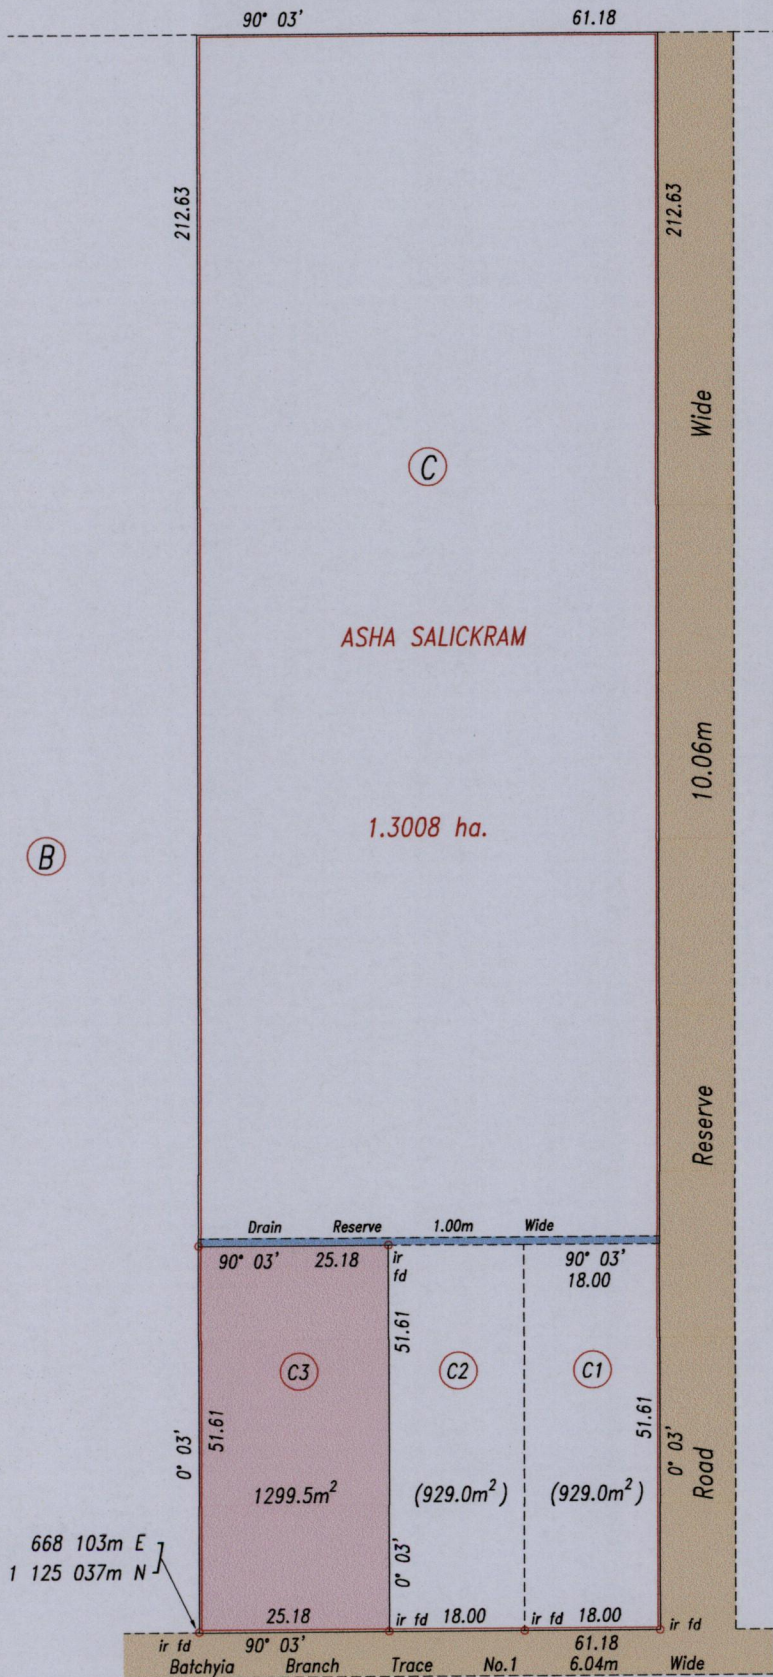 90° 03' 61.18
212.63
212.63
Wide
C
ASHA SALICKRAM
10.06m
1.3008 ha.
B
Reserve
Drain Reserve 1.00m Wide
90° 03' 25.18
ir
fd
90° 03'
18.00
51.61
C3
C2
C1
51.61
51.61
0° 03'
0° 03'
Road
1299.5m²
(929.0m²)
(929.0m²)
668 103m E
1 125 037m N
0° 03'
25.18
ir fd 18.00
ir fd 18.00
ir fd
ir fd 90° 03' 61.18
Batchyia Branch Trace No.1 6.04m Wide